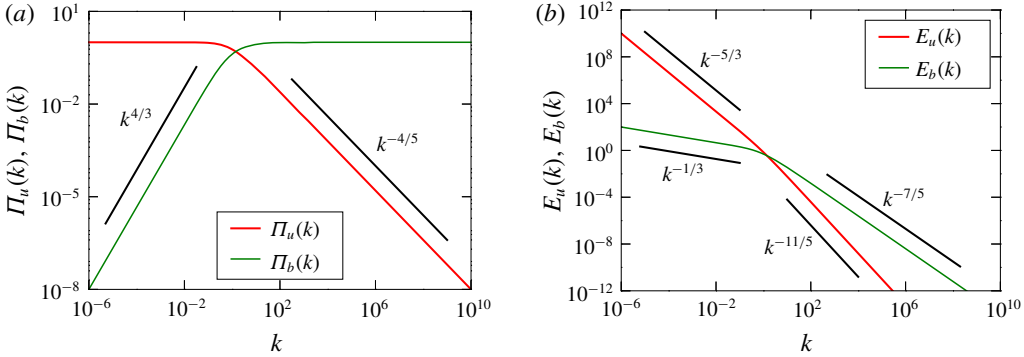 (a)
10^1
10^-2
10^-5
10^-8
Π_u(k), Π_b(k)
k^4/3
k^-4/5
Π_u(k)
Π_b(k)
10^-6
10^-2
10^2
10^6
10^10
k
(b)
10^12
10^8
10^4
10^0
10^-4
10^-8
10^-12
E_u(k), E_b(k)
k^-5/3
E_u(k)
E_b(k)
k^-1/3
k^-7/5
k^-11/5
10^-6
10^-2
10^2
10^6
10^10
k